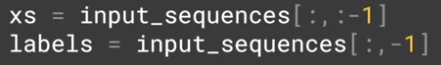 xs = input_sequences[:,:-1]
labels = input_sequences[:,-1]